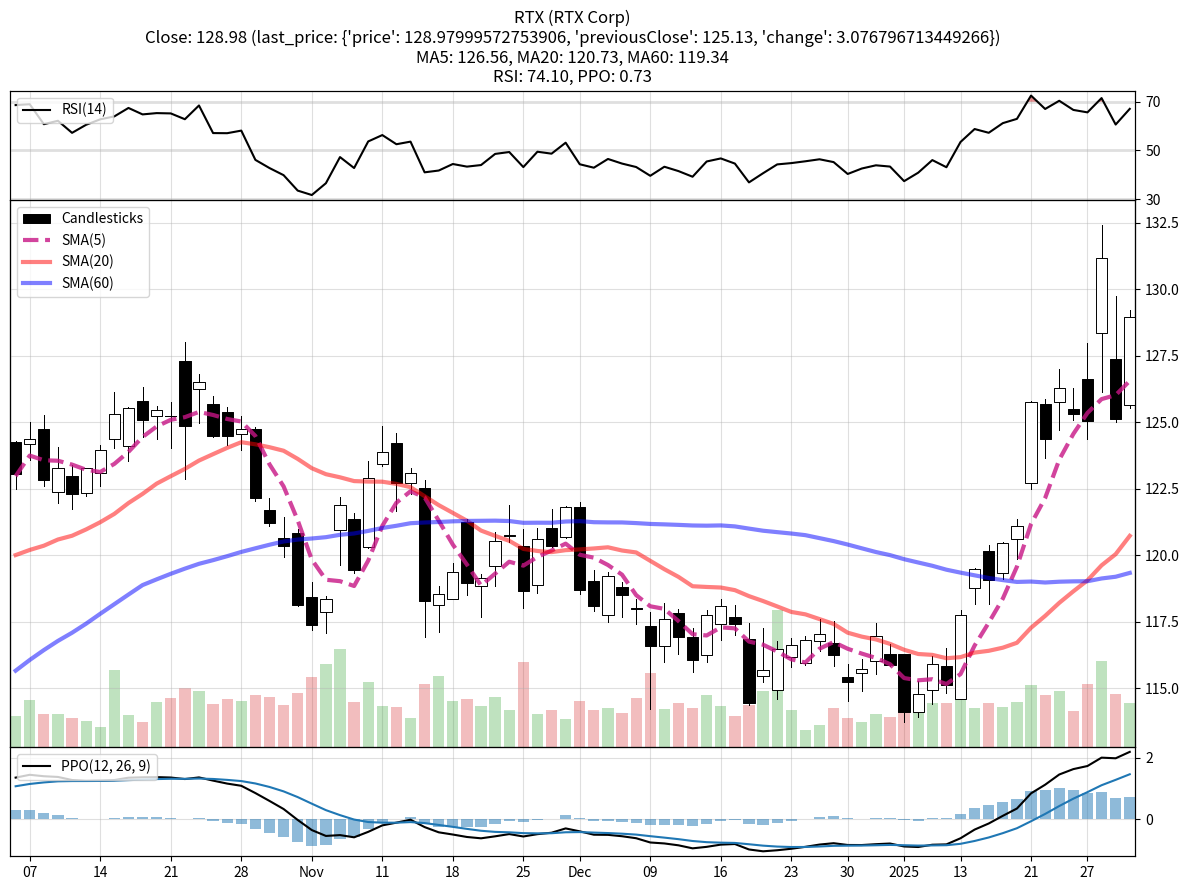 RTX (RTX Corp)
Close: 128.98 (last_price: {'price': 128.97999572753906, 'previousClose': 125.13, 'change': 3.076796713449266})
MA5: 126.56, MA20: 120.73, MA60: 119.34
RSI: 74.10, PPO: 0.73
RSI(14)
70
50
30
Candlesticks
SMA(5)
SMA(20)
SMA(60)
132.5
130.0
127.5
125.0
122.5
120.0
117.5
115.0
PPO(12, 26, 9)
2
0
07 14 21 28 Nov 11 18 25 Dec 09 16 23 30 2025 13 21 27